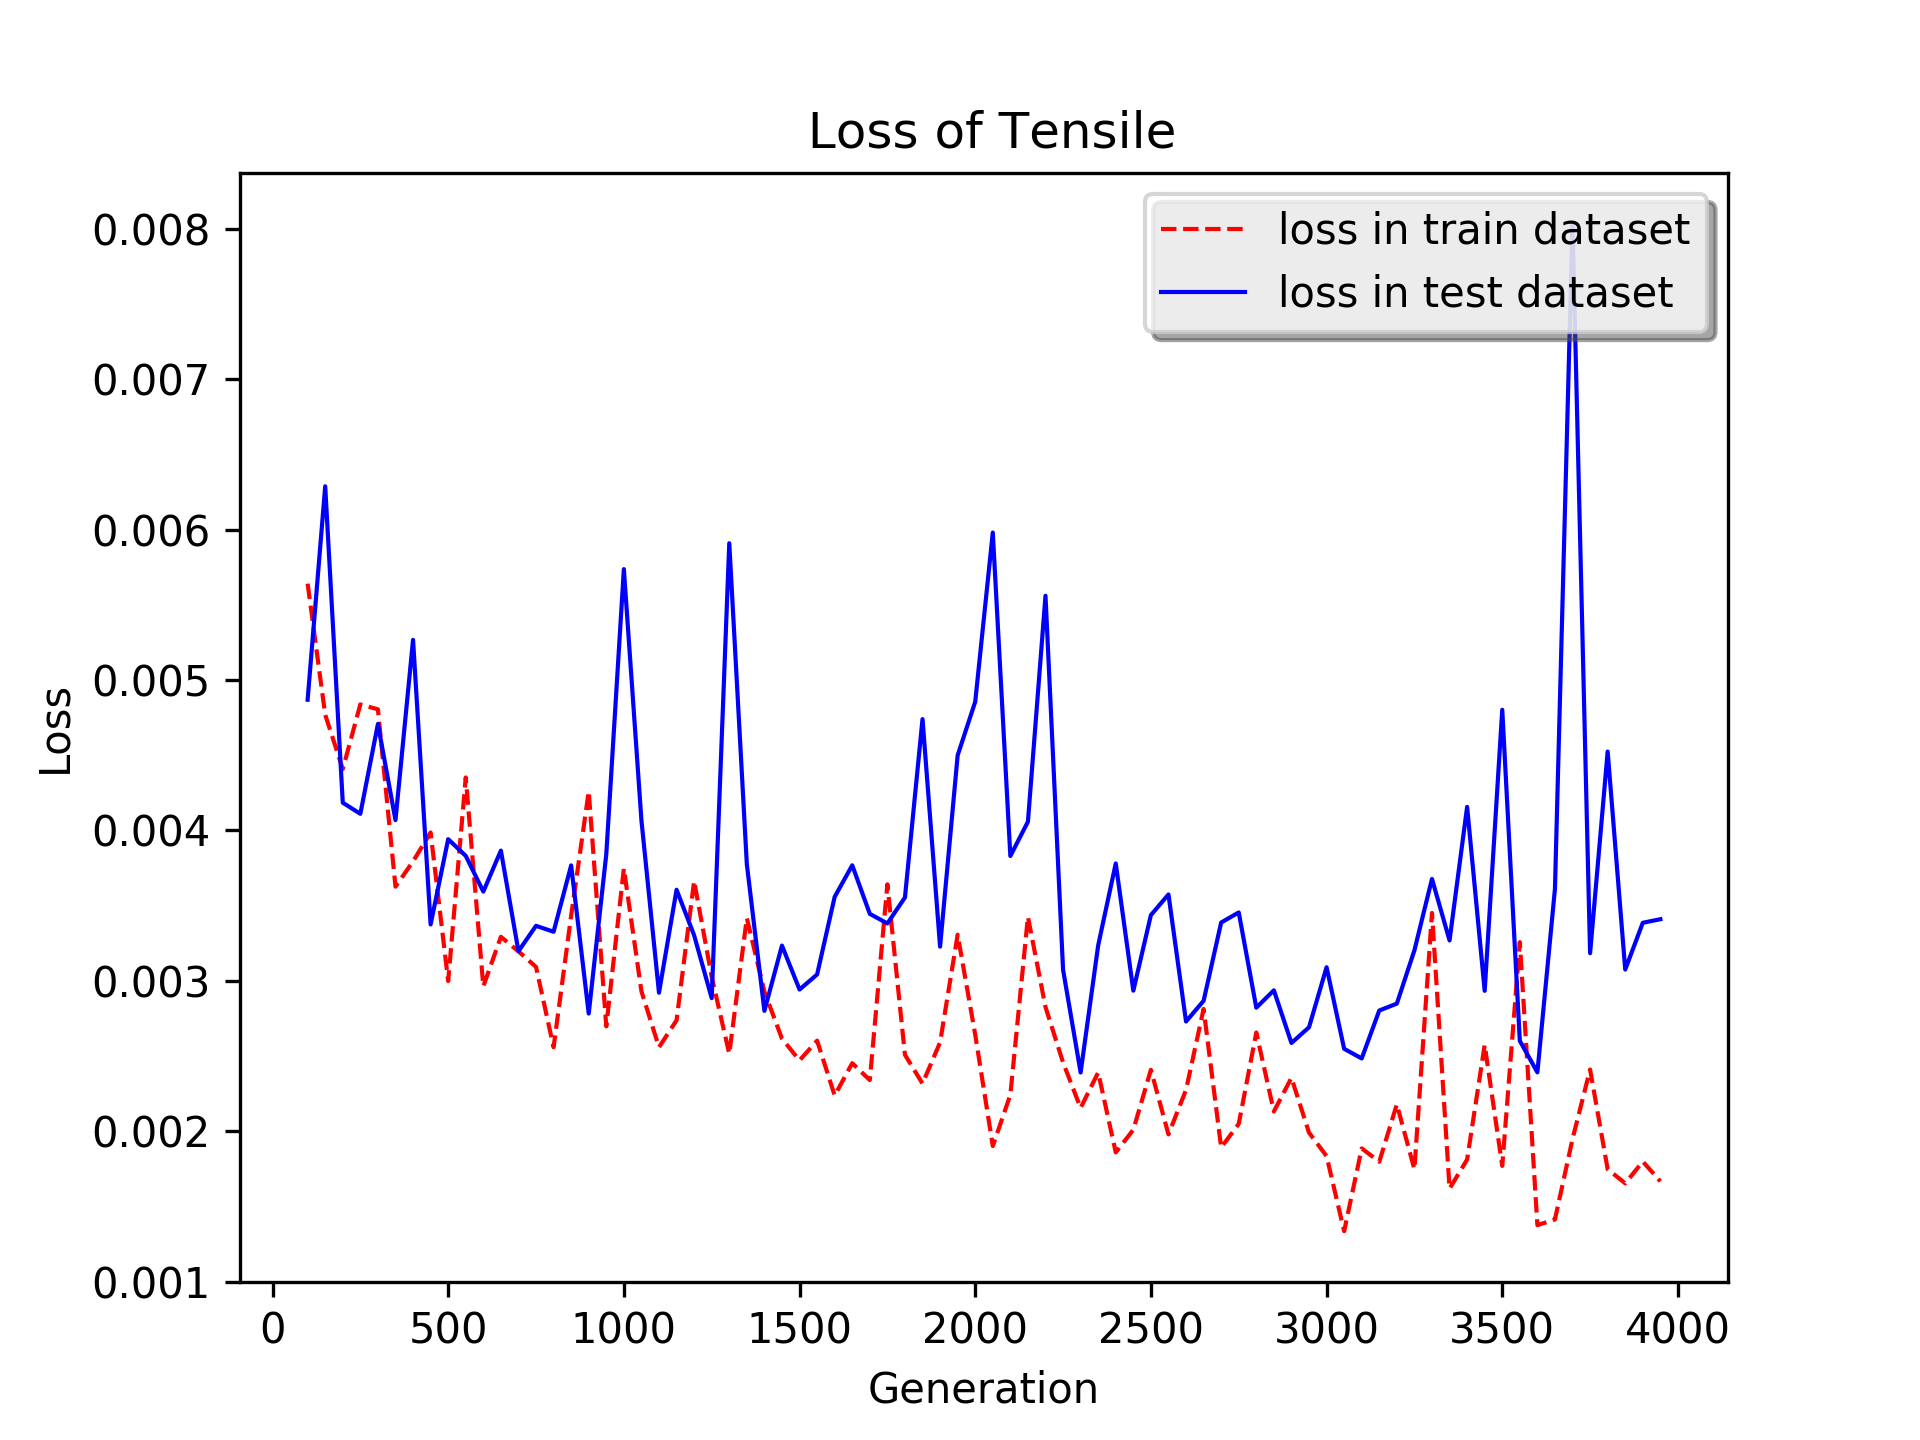 Loss of Tensile
loss in train dataset
loss in test dataset
0.008
0.007
0.006
0.005
0.004
0.003
0.002
0.001
Loss
0 500 1000 1500 2000 2500 3000 3500 4000
Generation